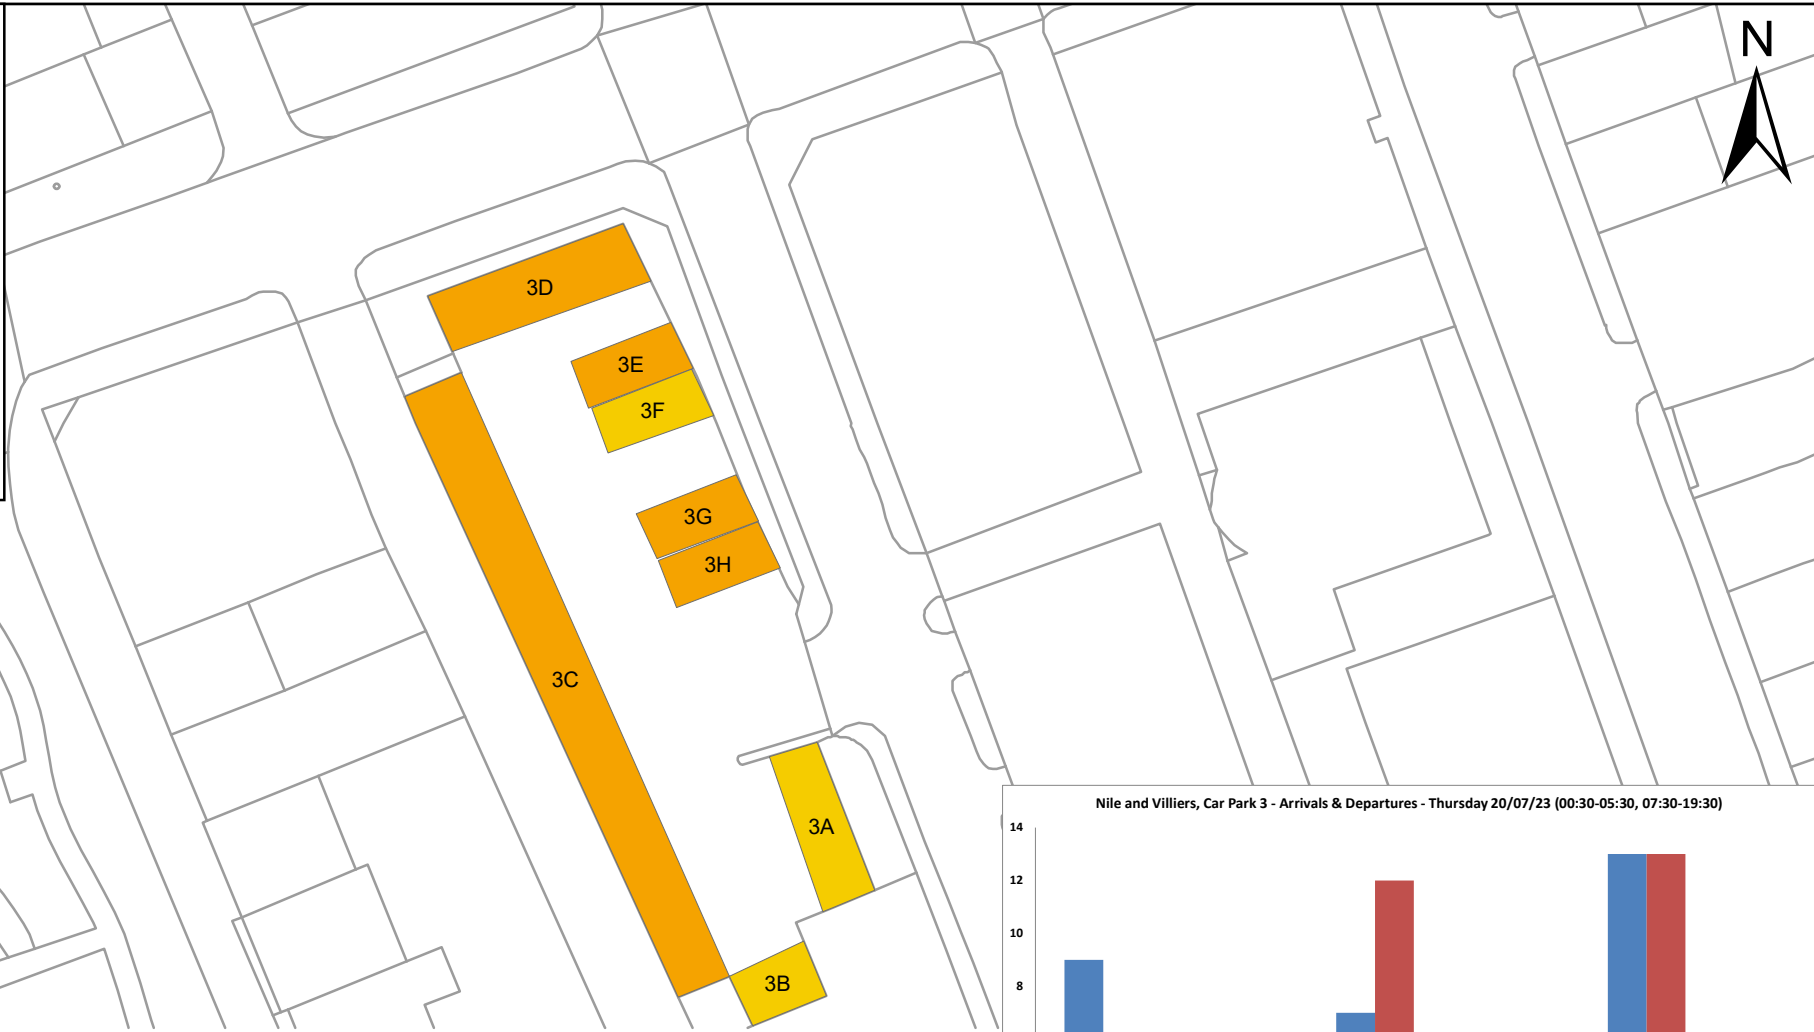 N
3D
3E
3F
3G
3H
3C
3A
3B
Nile and Villiers, Car Park 3 - Arrivals & Departures - Thursday 20/07/23 (00:30-05:30, 07:30-19:30)
14
12
10
8